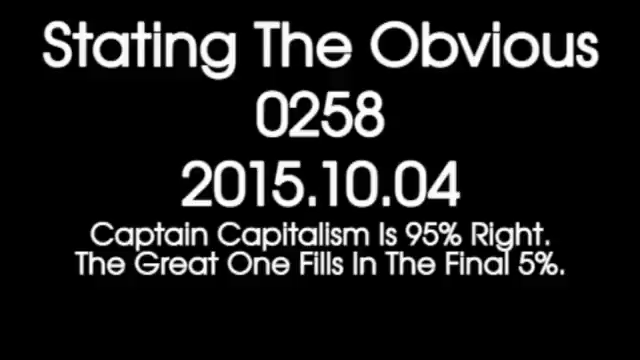 Stating The Obvious
0258
2015.10.04
Captain Capitalism Is 95% Right.
The Great One Fills In The Final 5%.